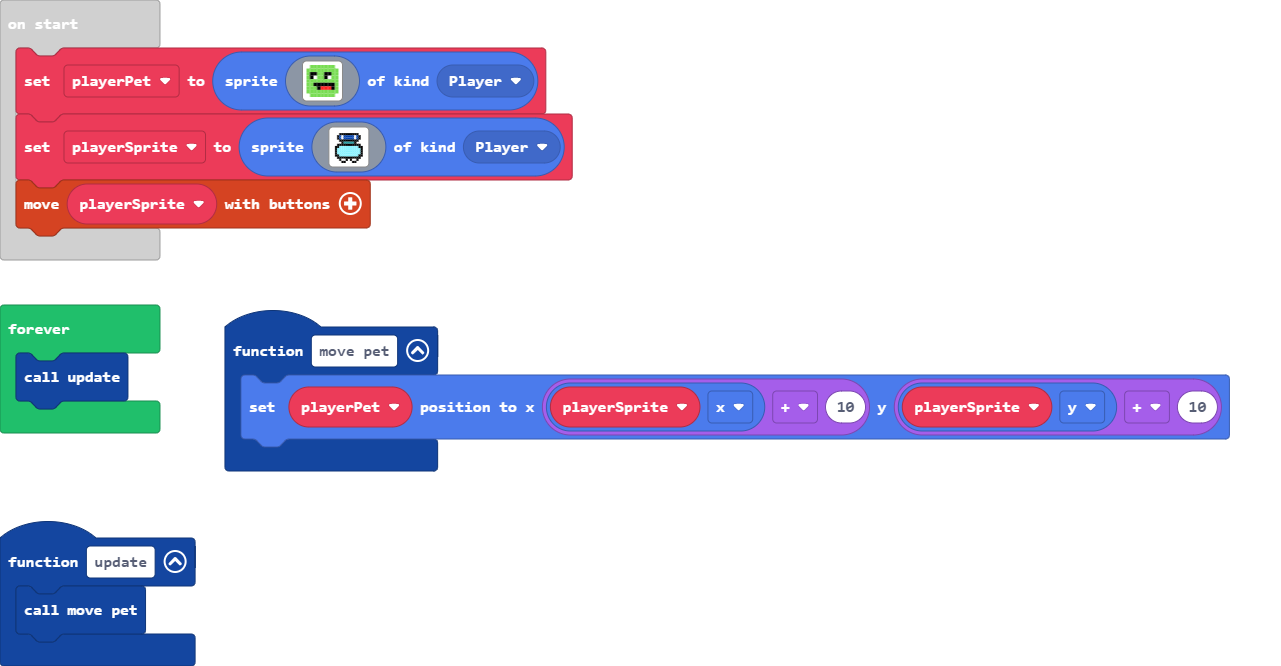 on start
set playerPet to sprite of kind Player
set playerSprite to sprite of kind Player
move playerSprite with buttons
forever
call update
function move pet
set playerPet position to x playerSprite x + 10 y playerSprite y + 10
function update
call move pet